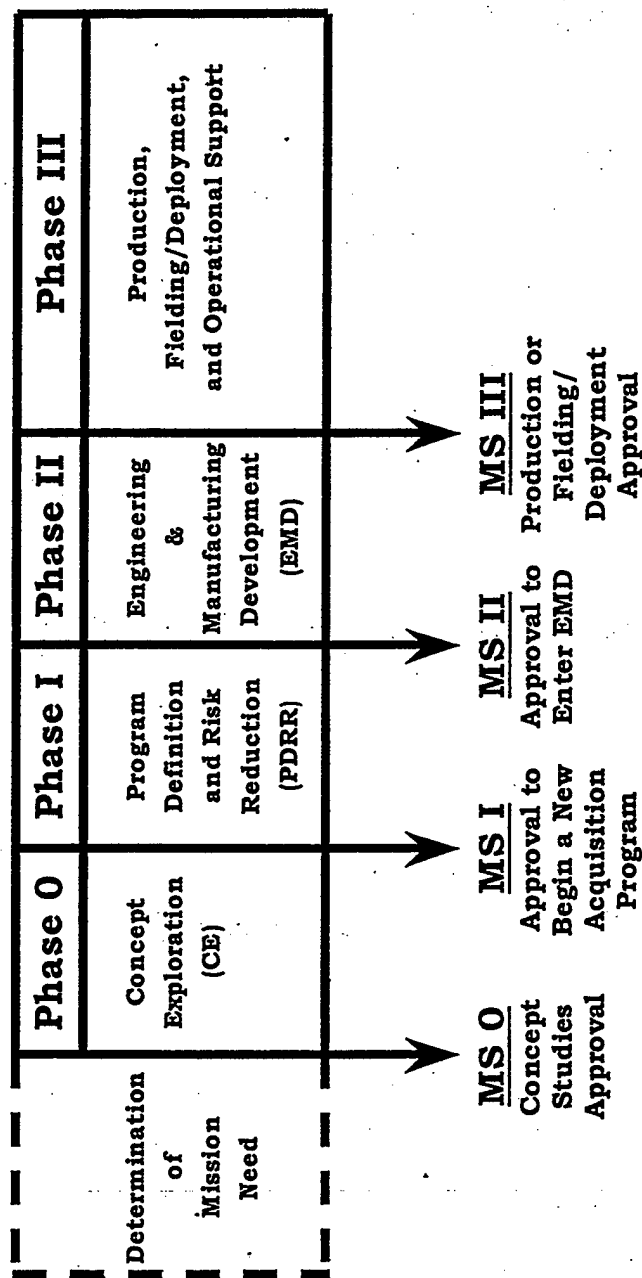 Determination
of
Mission
Need
Phase O
Concept
Exploration
(CE)
Phase I
Program
Definition
and Risk
Reduction
(PDRR)
Phase II
Engineering
&
Manufacturing
Development
(EMD)
Phase III
Production,
Fielding/Deployment,
and Operational Support
MS O
Concept
Studies
Approval
MS I
Approval to
Begin a New
Acquisition
Program
MS II
Approval to
Enter EMD
MS III
Production or
Fielding/
Deployment
Approval